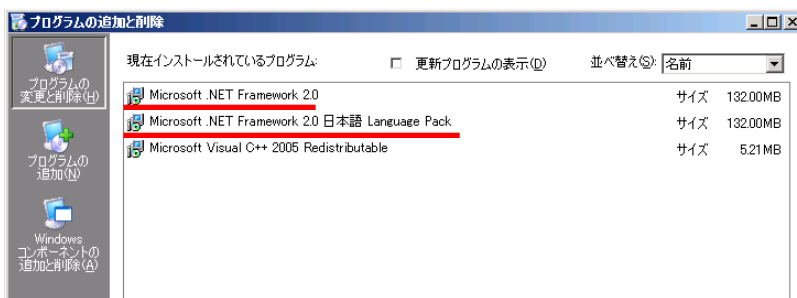 プログラムの追加と削除
現在インストールされているプログラム:
更新プログラムの表示(D)
並べ替え(S):
名前
プログラムの
変更と削除(H)
プログラムの
追加(N)
Windows
コンポーネントの
追加と削除(A)
Microsoft .NET Framework 2.0
サイズ 132.00MB
Microsoft .NET Framework 2.0 日本語 Language Pack
サイズ 132.00MB
Microsoft Visual C++ 2005 Redistributable
サイズ 5.21MB